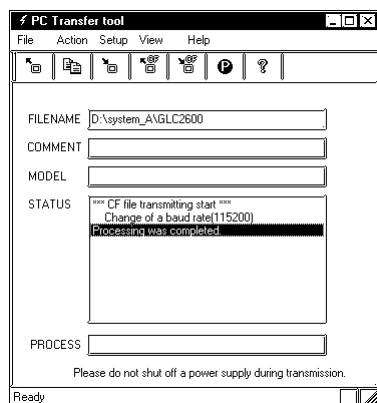 PC Transfer tool
File Action Setup View Help
P ?
FILENAME D:\system_A\GLC2600
COMMENT
MODEL
STATUS *** CF file transmitting start ***
Change of a baud rate(115200)
Processing was completed.
PROCESS
Please do not shut off a power supply during transmission.
Ready